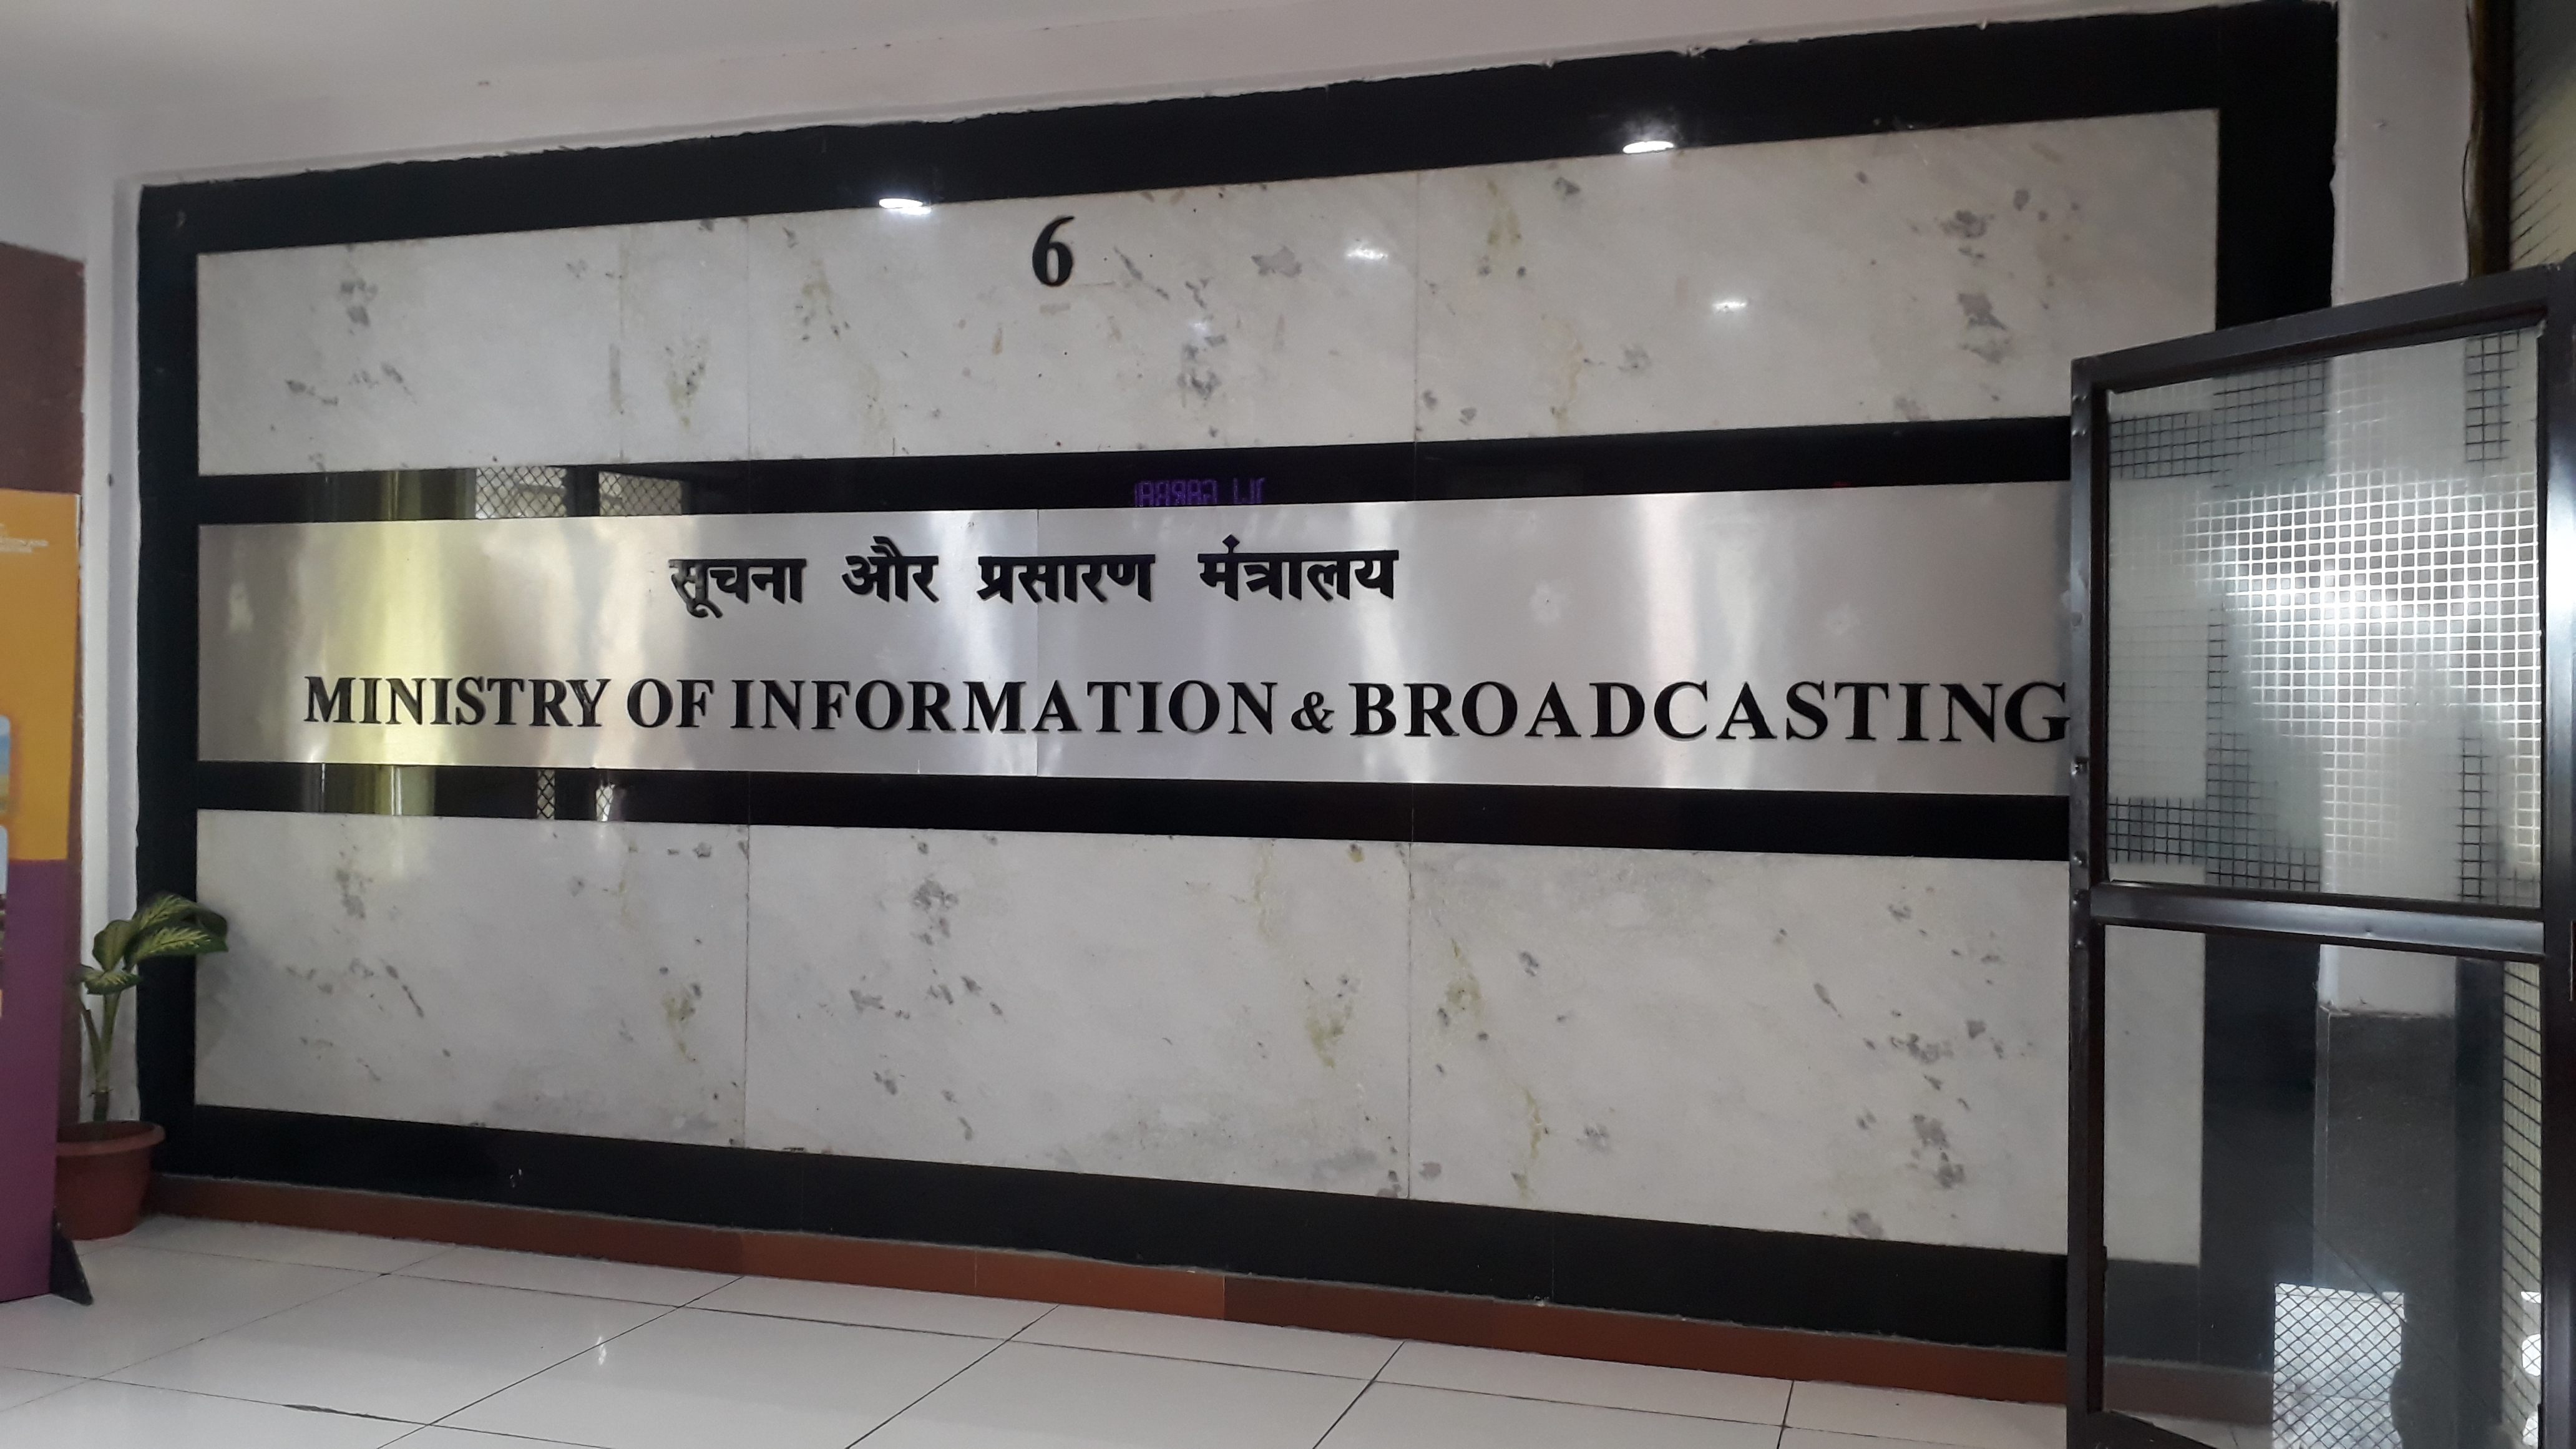 6
सूचना और प्रसारण मंत्रालय
MINISTRY OF INFORMATION & BROADCASTING